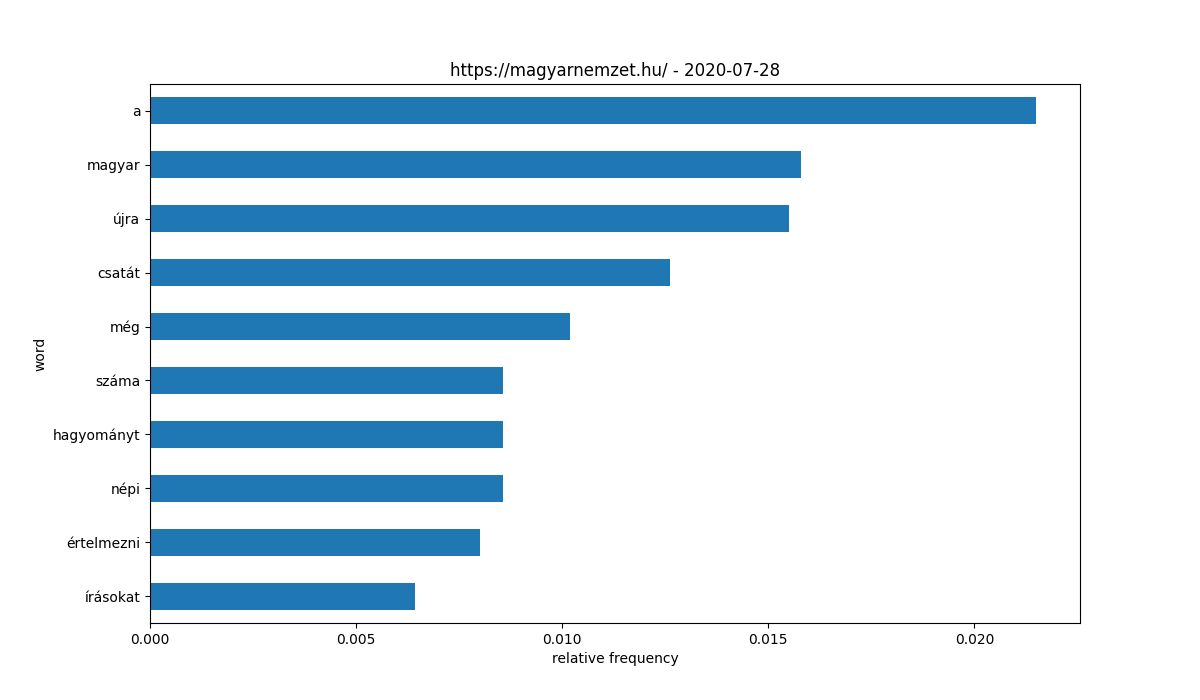 https://magyarnemzet.hu/ - 2020-07-28
a
magyar
újra
csatát
még
száma
hagyományt
népi
értelmezni
írásokat
word
0.000 0.005 0.010 0.015 0.020
relative frequency